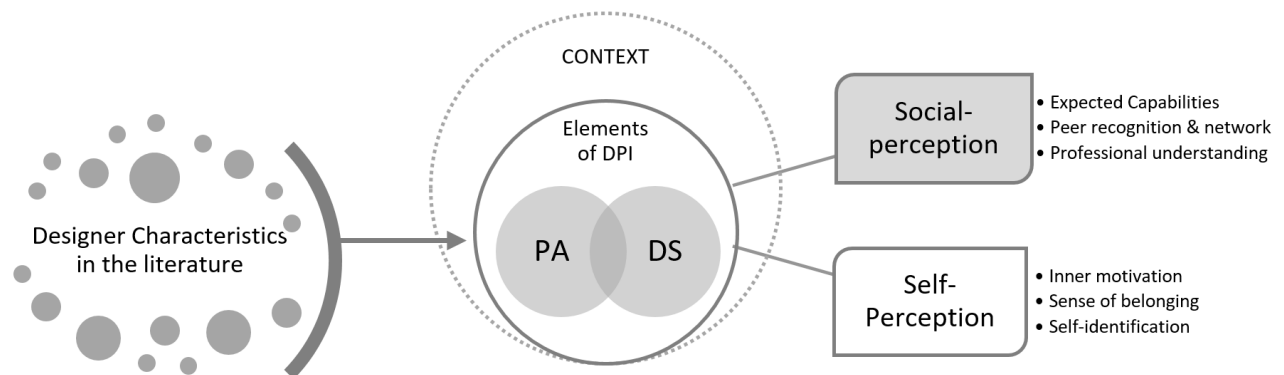 Designer Characteristics
in the literature
CONTEXT
Elements
of DPI
PA
DS
Social-
perception
• Expected Capabilities
• Peer recognition & network
• Professional understanding
Self-
Perception
• Inner motivation
• Sense of belonging
• Self-identification